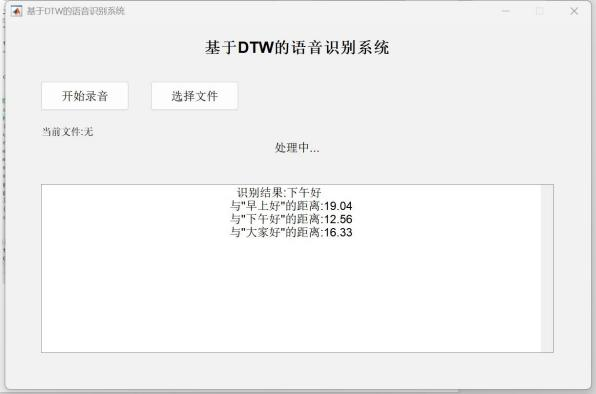 基于DTW的语音识别系统
基于DTW的语音识别系统
开始录音 选择文件
当前文件:无
处理中...
识别结果:下午好
与"早上好"的距离:19.04
与"下午好"的距离:12.56
与"大家好"的距离:16.33